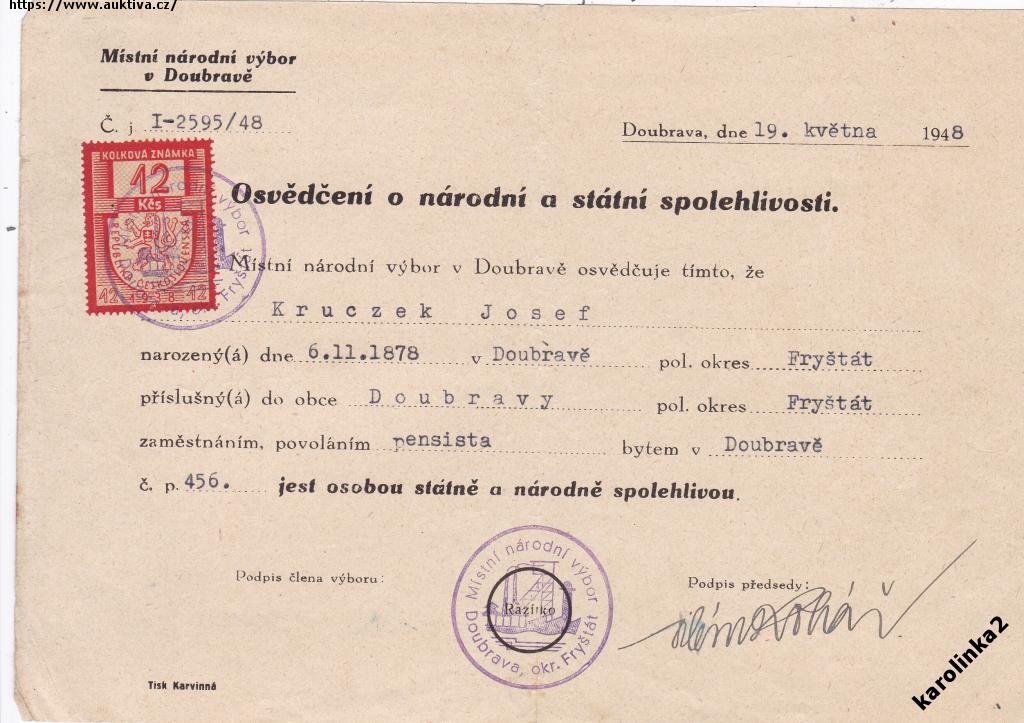 https://www.auktiva.cz/
Místní národní výbor
v Doubravě
Č. j I-2595/48
Doubrava, dne 19. května 1948
KOLKOVÁ ZNÁMKA
12
Kčs
REPUBLIKA ČESKOSLOVENSKÁ
12 1938 12
Osvědčení o národní a státní spolehlivosti.
Místní národní výbor v Doubravě osvědčuje tímto, že
Kruczek Josef
narozený(á) dne 6.11.1878 v Doubravě pol. okres Fryštát
příslušný(á) do obce Doubravy pol. okres Fryštát
zaměstnáním, povoláním pensista bytem v Doubravě
č. p. 456. jest osobou státně a národně spolehlivou.
Podpis člena výboru:
Místní národní výbor
Razítko
Doubrava, okr. Fryštát
Podpis předsedy:
Tisk Karvinná
karolinka2